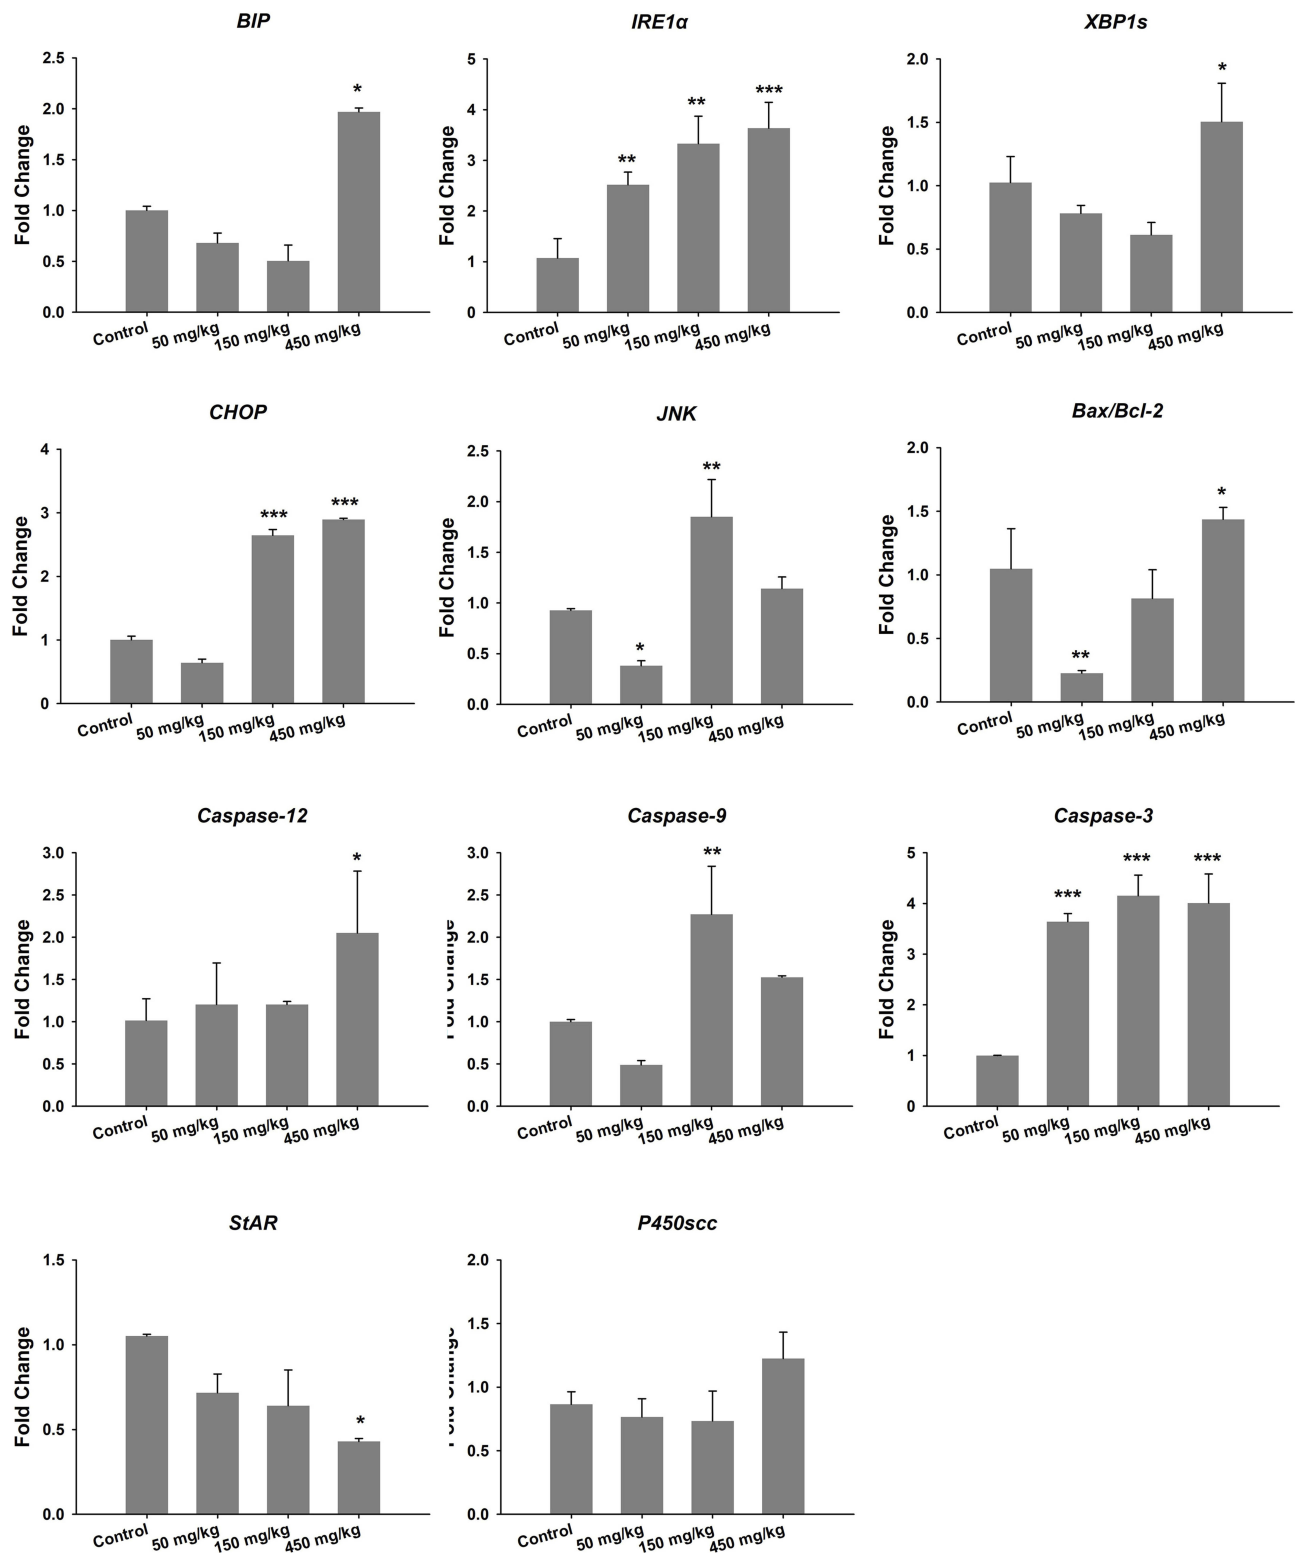 BIP
Fold Change
2.5
2.0
1.5
1.0
0.5
0.0
*
Control
50 mg/kg
150 mg/kg
450 mg/kg
IRE1α
Fold Change
5
4
3
2
1
0
**
**
***
Control
50 mg/kg
150 mg/kg
450 mg/kg
XBP1s
Fold Change
2.0
1.5
1.0
0.5
0.0
*
Control
50 mg/kg
150 mg/kg
450 mg/kg
CHOP
Fold Change
4
3
2
1
0
***
***
Control
50 mg/kg
150 mg/kg
450 mg/kg
JNK
Fold Change
2.5
2.0
1.5
1.0
0.5
0.0
*
**
Control
50 mg/kg
150 mg/kg
450 mg/kg
Bax/Bcl-2
Fold Change
2.0
1.5
1.0
0.5
0.0
**
*
Control
50 mg/kg
150 mg/kg
450 mg/kg
Caspase-12
Fold Change
3.0
2.5
2.0
1.5
1.0
0.5
0.0
*
Control
50 mg/kg
150 mg/kg
450 mg/kg
Caspase-9
Fold Change
3.0
2.5
2.0
1.5
1.0
0.5
0.0
**
Control
50 mg/kg
150 mg/kg
450 mg/kg
Caspase-3
Fold Change
5
4
3
2
1
0
***
***
***
Control
50 mg/kg
150 mg/kg
450 mg/kg
StAR
Fold Change
1.5
1.0
0.5
0.0
*
Control
50 mg/kg
150 mg/kg
450 mg/kg
P450scc
Fold Change
2.0
1.5
1.0
0.5
0.0
Control
50 mg/kg
150 mg/kg
450 mg/kg